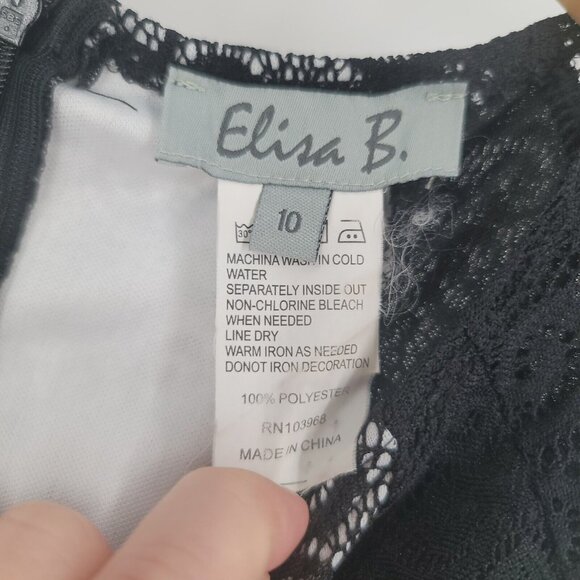 Elisa B.
10
30°
MACHINA WASH IN COLD
WATER
SEPARATELY INSIDE OUT
NON-CHLORINE BLEACH
WHEN NEEDED
LINE DRY
WARM IRON AS NEEDED
DONOT IRON DECORATION
100% POLYESTER
RN103968
MADE IN CHINA